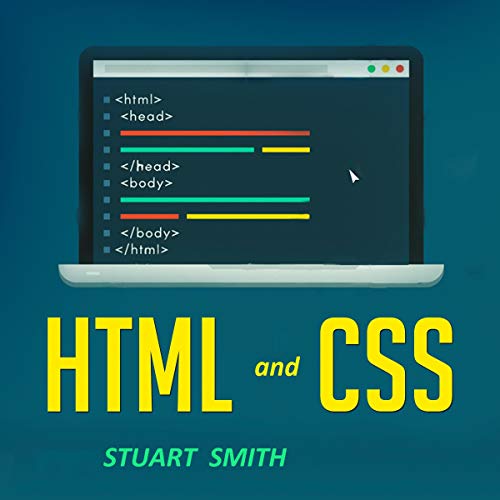 <html>
<head>
</head>
<body>
</body>
</html>
HTML and CSS
STUART SMITH